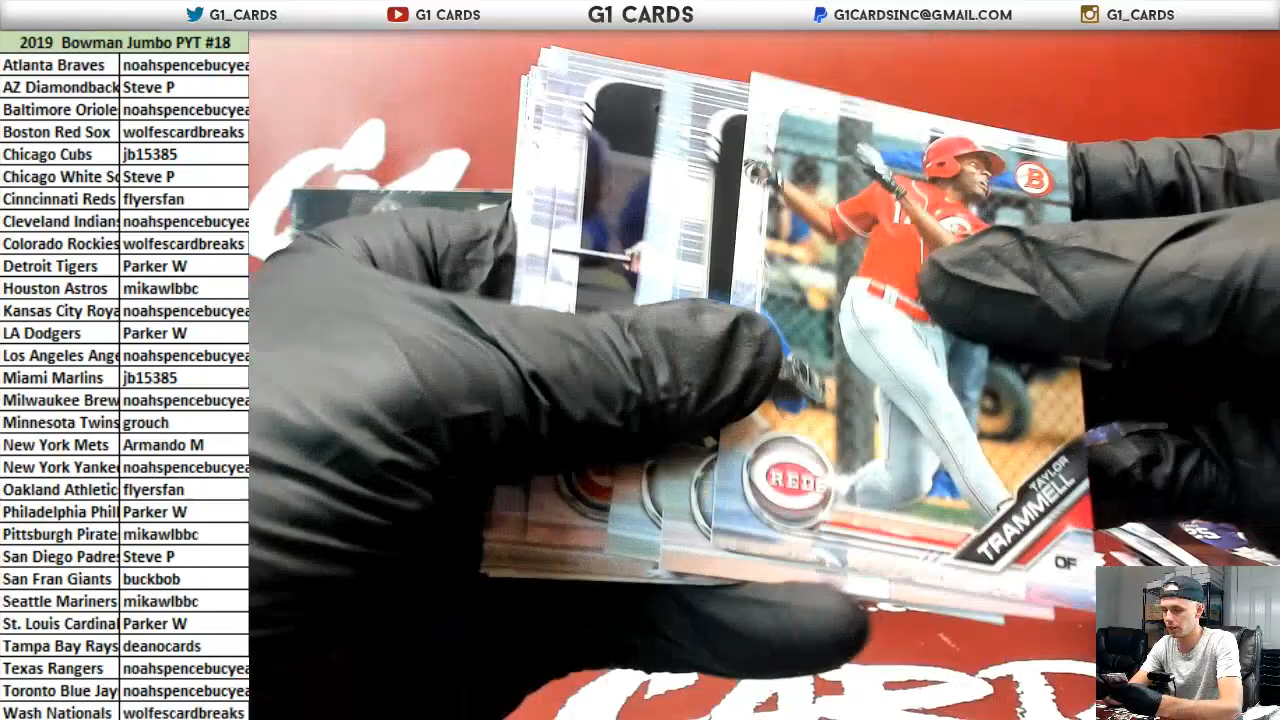 G1_CARDS G1 CARDS G1 CARDS G1CARDSINC@GMAIL.COM G1_CARDS
2019 Bowman Jumbo PYT #18
Atlanta Braves noahspencebucyea
AZ Diamondback Steve P
Baltimore Oriole noahspencebucyea
Boston Red Sox wolfescardbreaks
Chicago Cubs jb15385
Chicago White So Steve P
Cinncinnati Reds flyersfan
Cleveland Indians noahspencebucyea
Colorado Rockies wolfescardbreaks
Detroit Tigers Parker W
Houston Astros mikawlbbc
Kansas City Roya noahspencebucyea
LA Dodgers Parker W
Los Angeles Ange noahspencebucyea
Miami Marlins jb15385
Milwaukee Brew noahspencebucyea
Minnesota Twins grouch
New York Mets Armando M
New York Yankee noahspencebucyea
Oakland Athletic flyersfan
Philadelphia Phill Parker W
Pittsburgh Pirate mikawlbbc
San Diego Padre Steve P
San Fran Giants buckbob
Seattle Mariners mikawlbbc
St. Louis Cardinal Parker W
Tampa Bay Rays deanocards
Texas Rangers noahspencebucyea
Toronto Blue Jay noahspencebucyea
Wash Nationals wolfescardbreaks
B
REDS
TAYLOR
TRAMMELL
OF
CARD